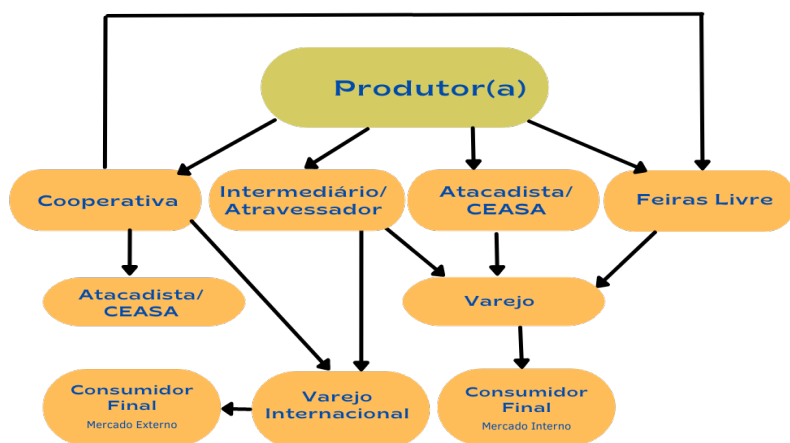 Produtor(a)
Cooperativa
Intermediário/
Atravessador
Atacadista/
CEASA
Feiras Livre
Atacadista/
CEASA
Varejo
Consumidor
Final
Mercado Externo
Varejo
Internacional
Consumidor
Final
Mercado Interno